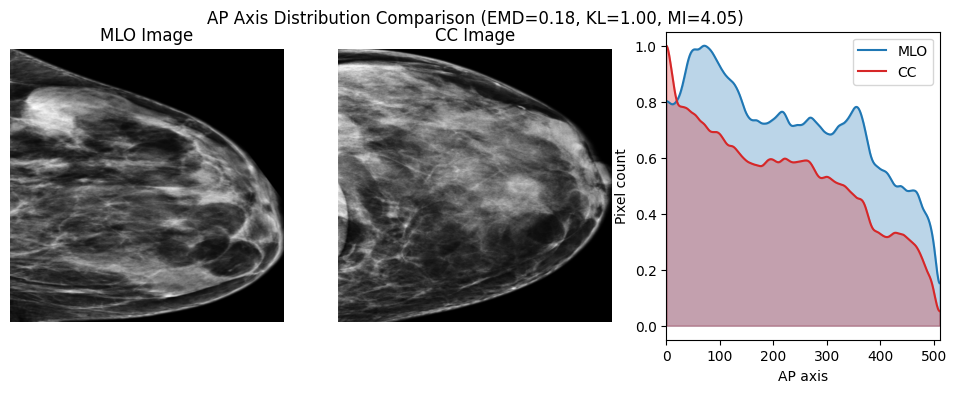 AP Axis Distribution Comparison (EMD=0.18, KL=1.00, MI=4.05)
MLO Image
CC Image
MLO
CC
Pixel count
1.0
0.8
0.6
0.4
0.2
0.0
0 100 200 300 400 500
AP axis